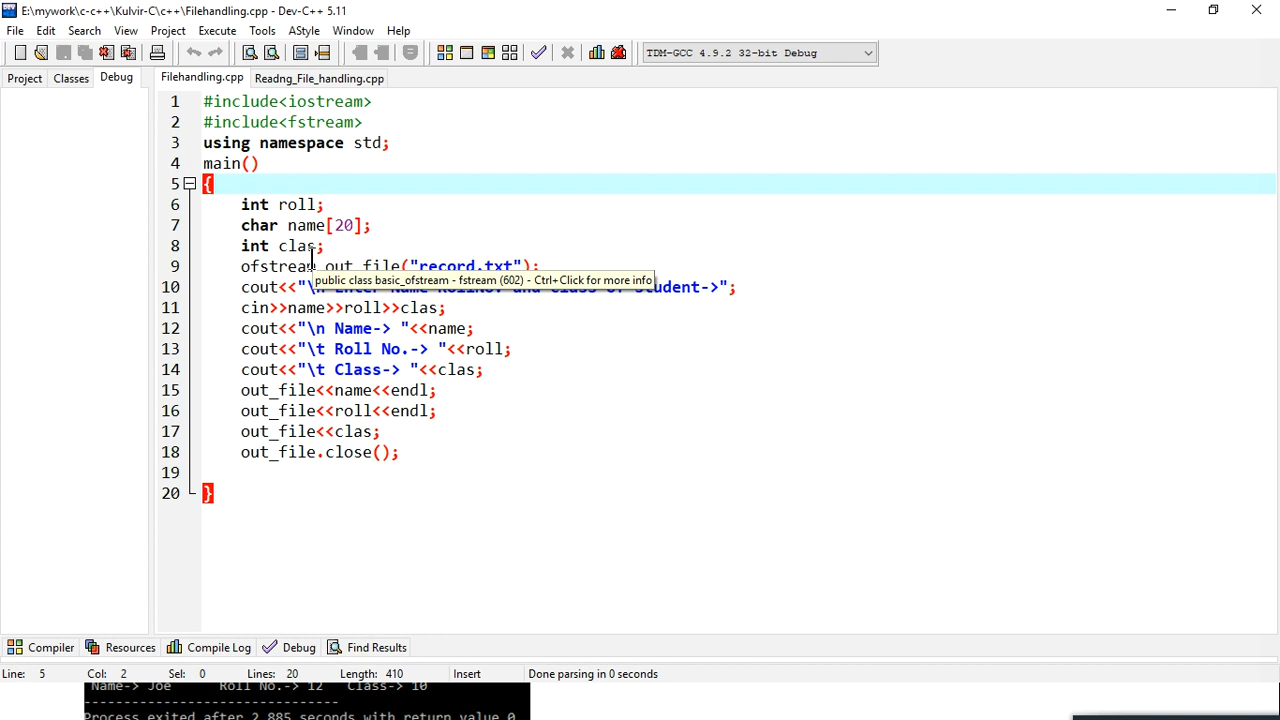 E:\mywork\c-c++\Kulvir-C\c++\Filehandling.cpp - Dev-C++ 5.11
File Edit Search View Project Execute Tools AStyle Window Help
TDM-GCC 4.9.2 32-bit Debug
Project Classes Debug Filehandling.cpp Readng_File_handling.cpp
1 #include<iostream>
2 #include<fstream>
3 using namespace std;
4 main()
5 {
6 int roll;
7 char name[20];
8 int clas;
9 ofstream out_file("record.txt");
public class basic_ofstream - fstream (602) - Ctrl+Click for more info
10 cout<<"\n Enter Name RollNo. and Class of Student->";
11 cin>>name>>roll>>clas;
12 cout<<"\n Name-> "<<name;
13 cout<<"\t Roll No.-> "<<roll;
14 cout<<"\t Class-> "<<clas;
15 out_file<<name<<endl;
16 out_file<<roll<<endl;
17 out_file<<clas;
18 out_file.close();
19
20 }
Compiler Resources Compile Log Debug Find Results
Line: 5 Col: 2 Sel: 0 Lines: 20 Length: 410 Insert Done parsing in 0 seconds
Name-> Joe Roll No.-> 12 Class-> 10
--------------------------------
Process exited after 2.885 seconds with return value 0